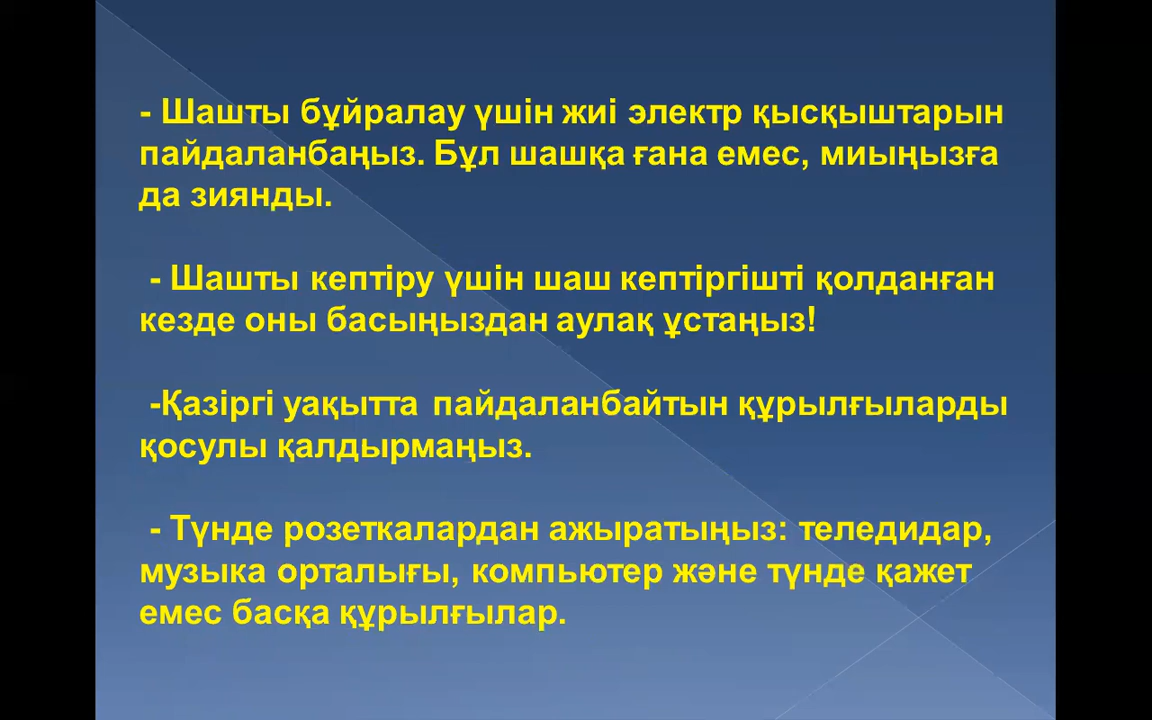 - Шашты бұйралау үшін жиі электр қысқыштарын
пайдаланбаңыз. Бұл шашқа ғана емес, миыңызға
да зиянды.
- Шашты кептіру үшін шаш кептіргішті қолданған
кезде оны басыңыздан аулақ ұстаңыз!
-Қазіргі уақытта пайдаланбайтын құрылғыларды
қосулы қалдырмаңыз.
- Түнде розеткалардан ажыратыңыз: теледидар,
музыка орталығы, компьютер және түнде қажет
емес басқа құрылғылар.